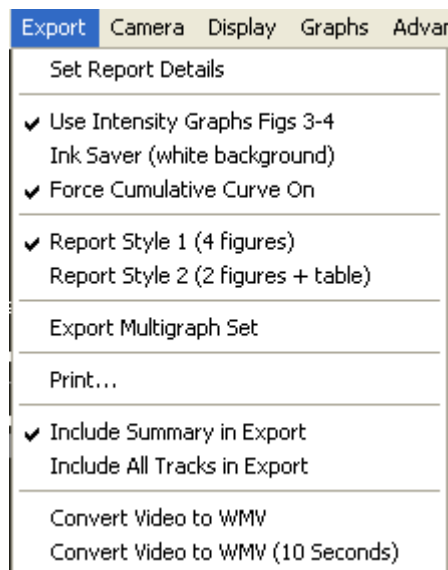 Export Camera Display Graphs
Set Report Details
Use Intensity Graphs Figs 3-4
Ink Saver (white background)
Force Cumulative Curve On
Report Style 1 (4 figures)
Report Style 2 (2 figures + table)
Export Multigraph Set
Print...
Include Summary in Export
Include All Tracks in Export
Convert Video to WMV
Convert Video to WMV (10 Seconds)